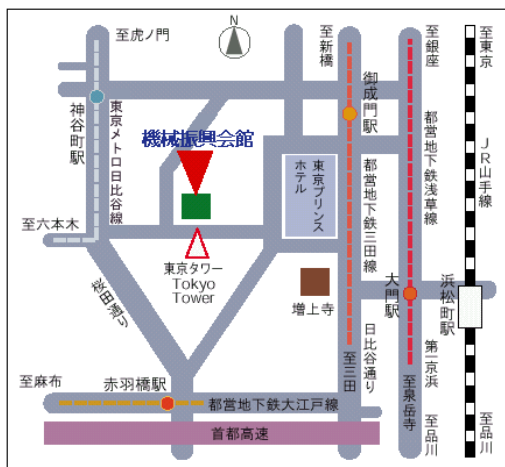 N
至虎ノ門
至新橋
至銀座
至東京
御成門駅
神谷町駅
東京メトロ日比谷線
機械振興会館
都営地下鉄浅草線
JR山手線
東京プリンス
ホテル
都営地下鉄三田線
至六本木
東京タワー
Tokyo
Tower
増上寺
大門駅
浜松町駅
桜田通り
日比谷通り
第一京浜
至三田
至麻布
赤羽橋駅
都営地下鉄大江戸線
至泉岳寺
首都高速
至品川
至品川